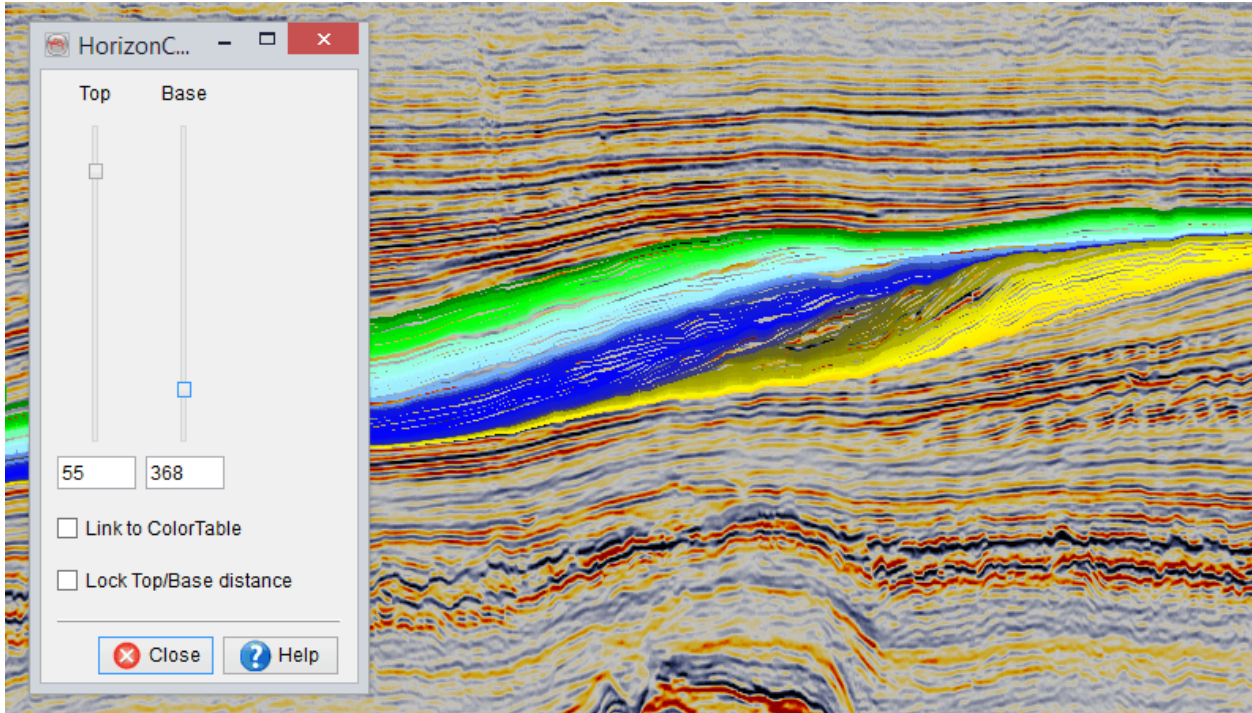 HorizonC...
Top Base
55 368
Link to ColorTable
Lock Top/Base distance
Close Help